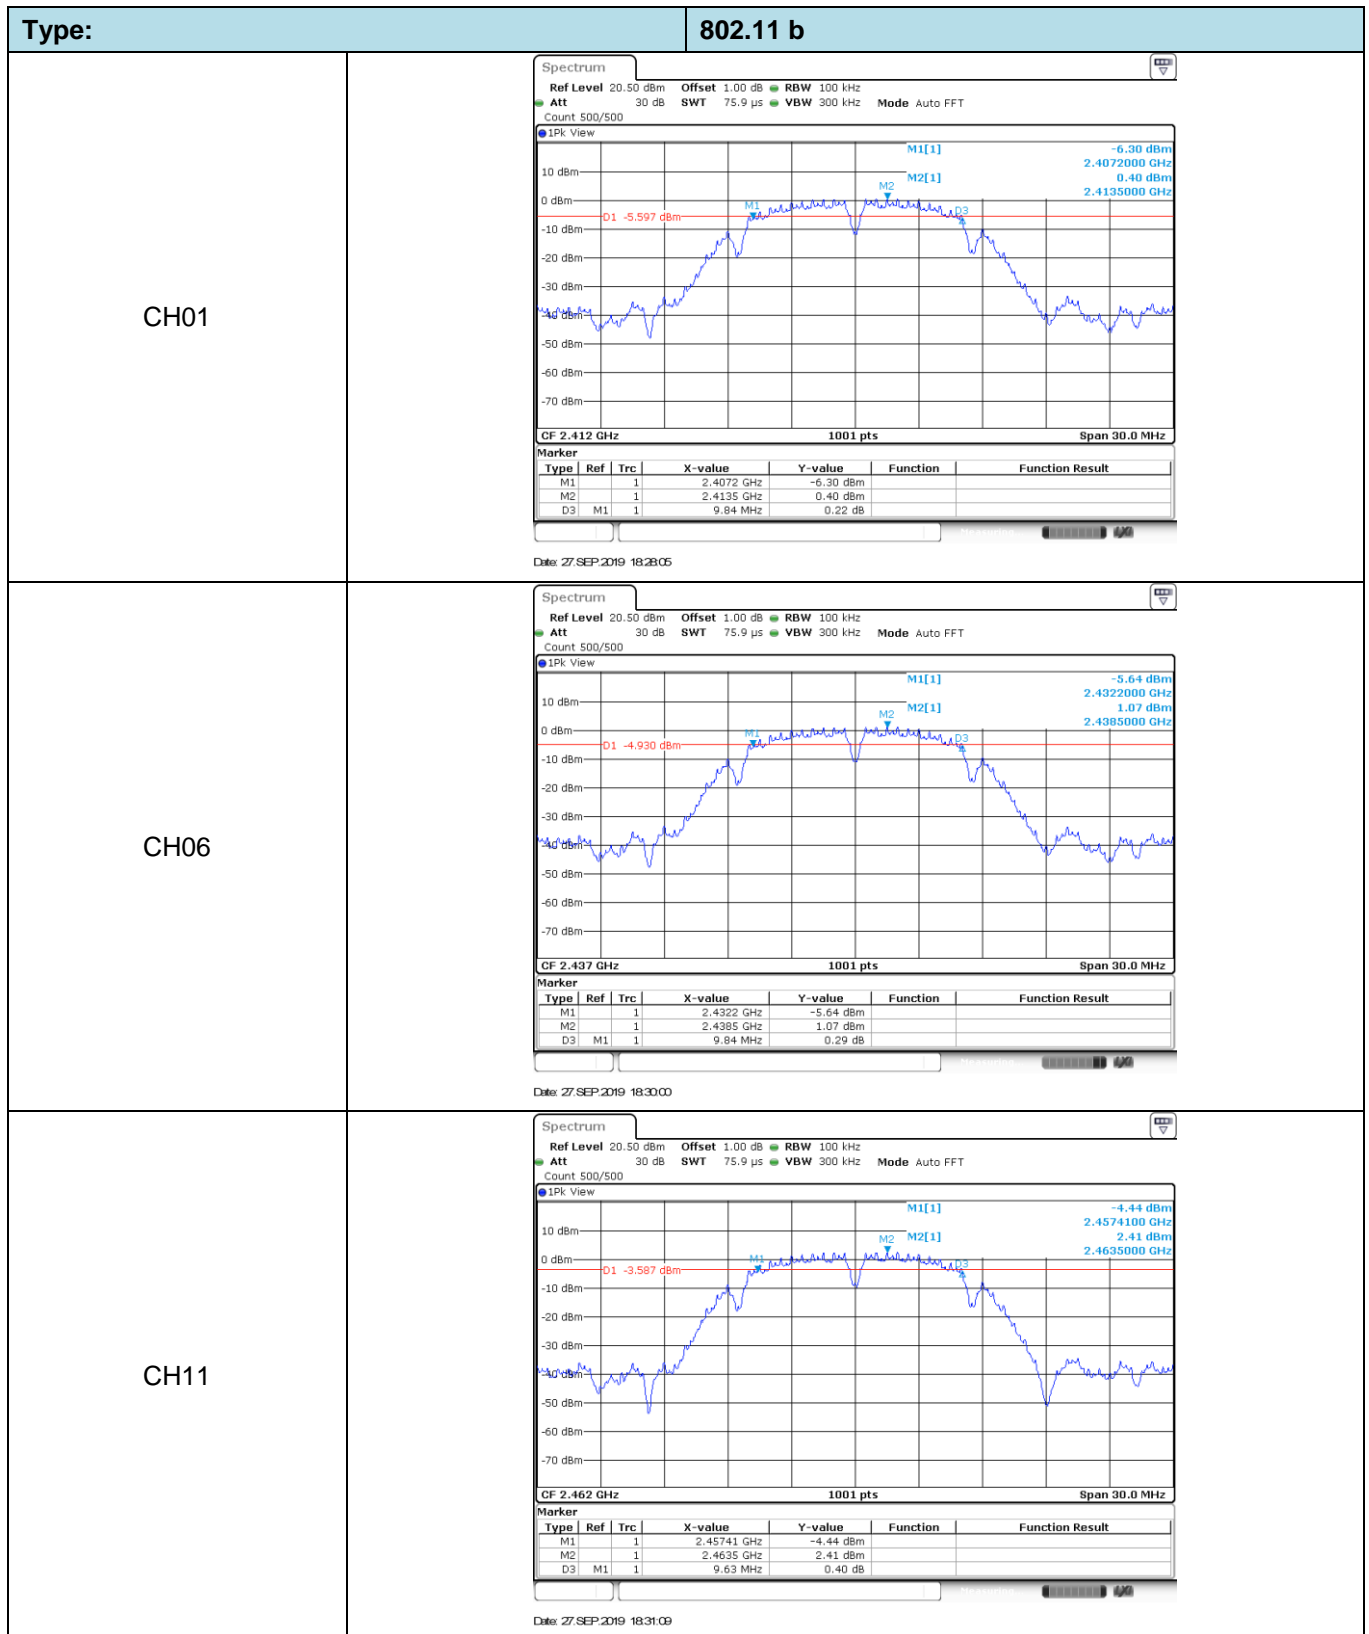 Type: 802.11 b
CH01
Spectrum
Ref Level 20.50 dBm Offset 1.00 dB RBW 100 kHz
Att 30 dB SWT 75.9 µs VBW 300 kHz Mode Auto FFT
Count 500/500
1Pk View
M1[1] -6.30 dBm
2.4072000 GHz
10 dBm
M2[1] 0.40 dBm
M2
2.4135000 GHz
0 dBm
M1
D3
D1 -5.597 dBm
-10 dBm
-20 dBm
-30 dBm
-40 dBm
-50 dBm
-60 dBm
-70 dBm
CF 2.412 GHz 1001 pts Span 30.0 MHz
Marker
Type Ref Trc X-value Y-value Function Function Result
M1 1 2.4072 GHz -6.30 dBm
M2 1 2.4135 GHz 0.40 dBm
D3 M1 1 9.84 MHz 0.22 dB
Date: 27.SEP.2019 18:28:05
CH06
Spectrum
Ref Level 20.50 dBm Offset 1.00 dB RBW 100 kHz
Att 30 dB SWT 75.9 µs VBW 300 kHz Mode Auto FFT
Count 500/500
1Pk View
M1[1] -5.64 dBm
2.4322000 GHz
10 dBm
M2[1] 1.07 dBm
M2
2.4385000 GHz
0 dBm
M1
D3
D1 -4.930 dBm
-10 dBm
-20 dBm
-30 dBm
-40 dBm
-50 dBm
-60 dBm
-70 dBm
CF 2.437 GHz 1001 pts Span 30.0 MHz
Marker
Type Ref Trc X-value Y-value Function Function Result
M1 1 2.4322 GHz -5.64 dBm
M2 1 2.4385 GHz 1.07 dBm
D3 M1 1 9.84 MHz 0.29 dB
Date: 27.SEP.2019 18:30:00
CH11
Spectrum
Ref Level 20.50 dBm Offset 1.00 dB RBW 100 kHz
Att 30 dB SWT 75.9 µs VBW 300 kHz Mode Auto FFT
Count 500/500
1Pk View
M1[1] -4.44 dBm
2.4574100 GHz
10 dBm
M2 M2[1] 2.41 dBm
2.4635000 GHz
0 dBm
M1
D3
D1 -3.587 dBm
-10 dBm
-20 dBm
-30 dBm
-40 dBm
-50 dBm
-60 dBm
-70 dBm
CF 2.462 GHz 1001 pts Span 30.0 MHz
Marker
Type Ref Trc X-value Y-value Function Function Result
M1 1 2.45741 GHz -4.44 dBm
M2 1 2.4635 GHz 2.41 dBm
D3 M1 1 9.63 MHz 0.40 dB
Date: 27.SEP.2019 18:31:09